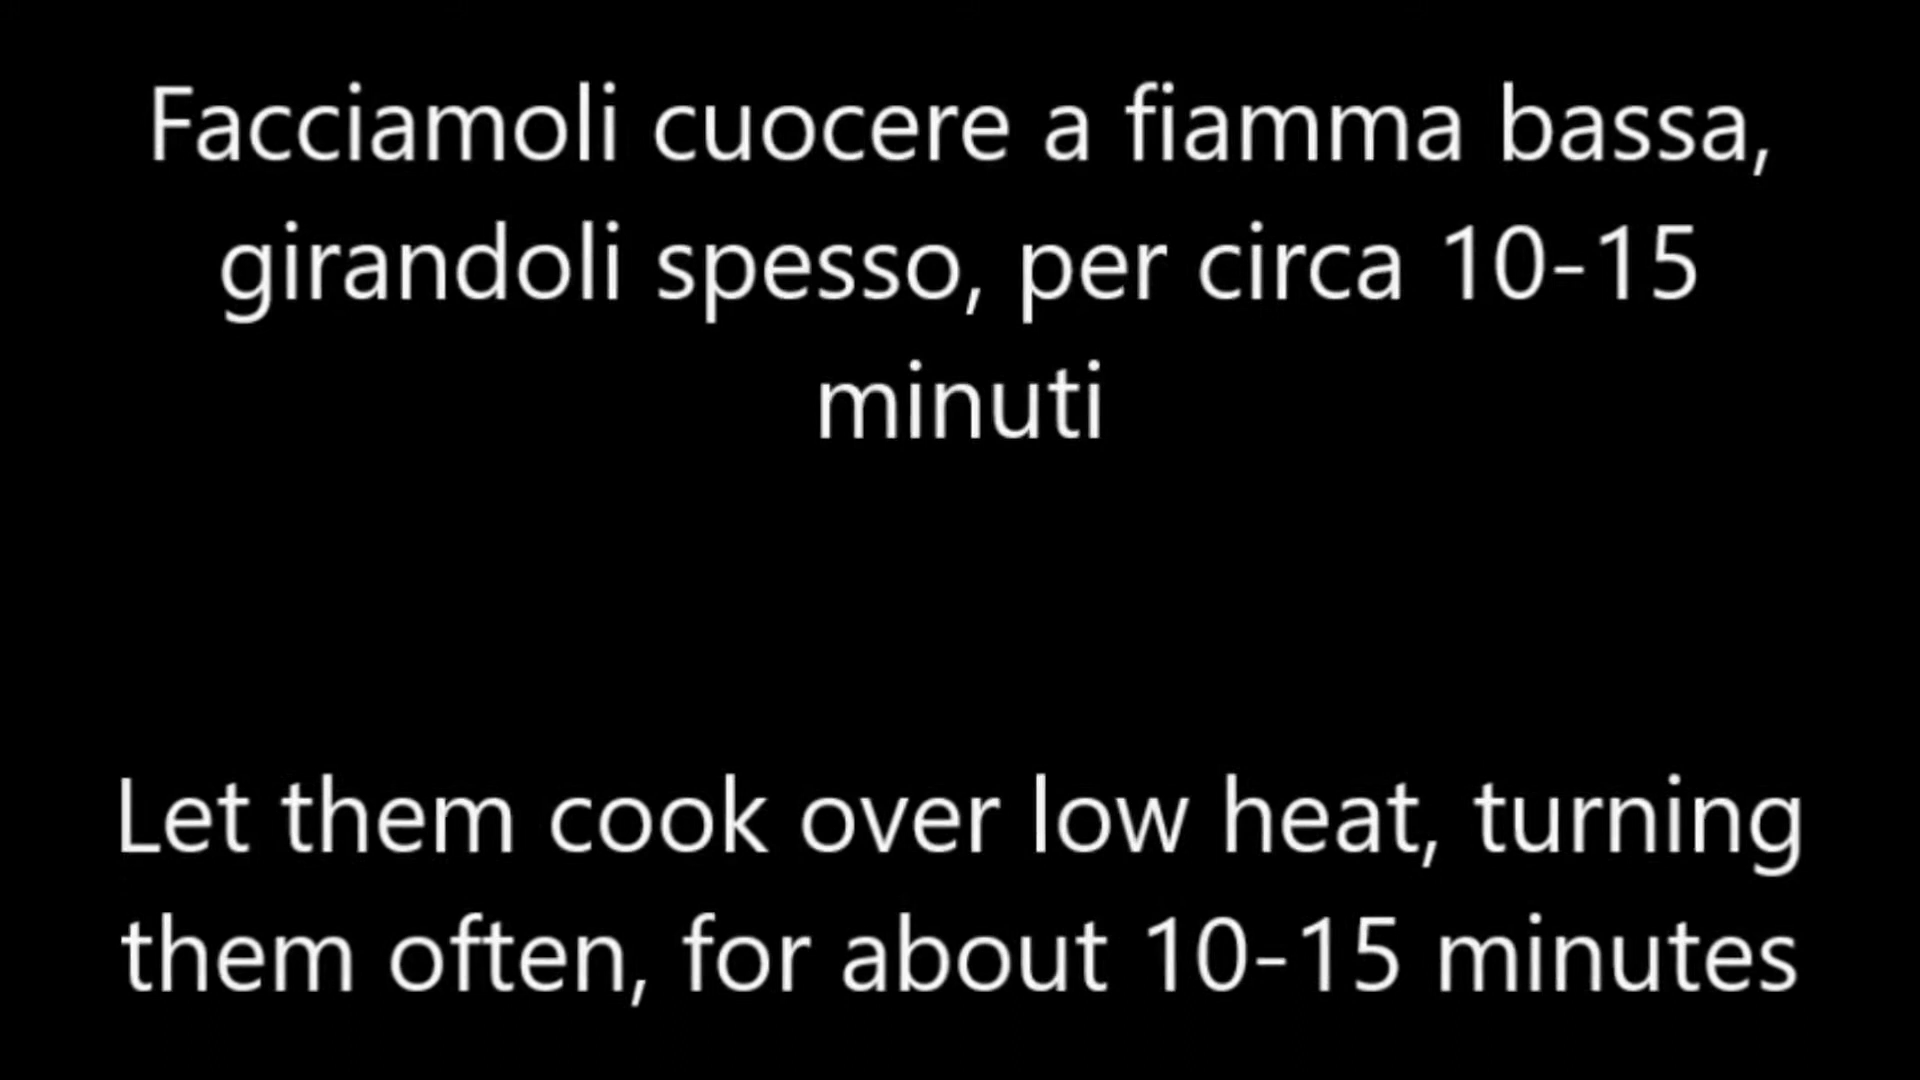 Facciamoli cuocere a fiamma bassa,
girandoli spesso, per circa 10-15
minuti
Let them cook over low heat, turning
them often, for about 10-15 minutes